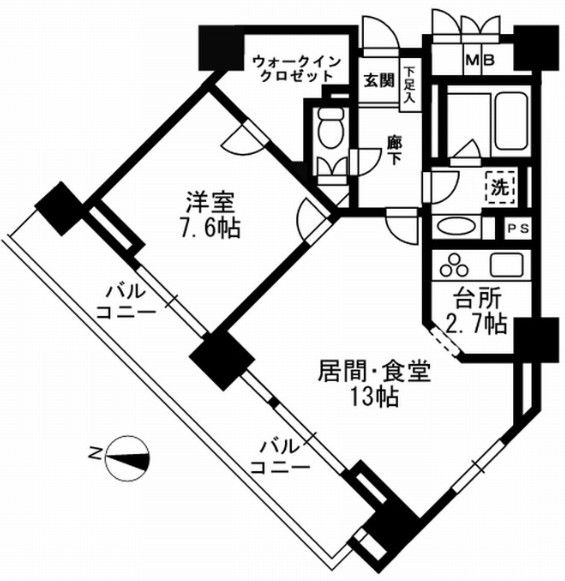 ウォークイン
クロゼット
玄関
下足入
MB
廊下
洗
PS
洋室
7.6帖
台所
2.7帖
バル
コニー
居間・食堂
13帖
バル
コニー
N